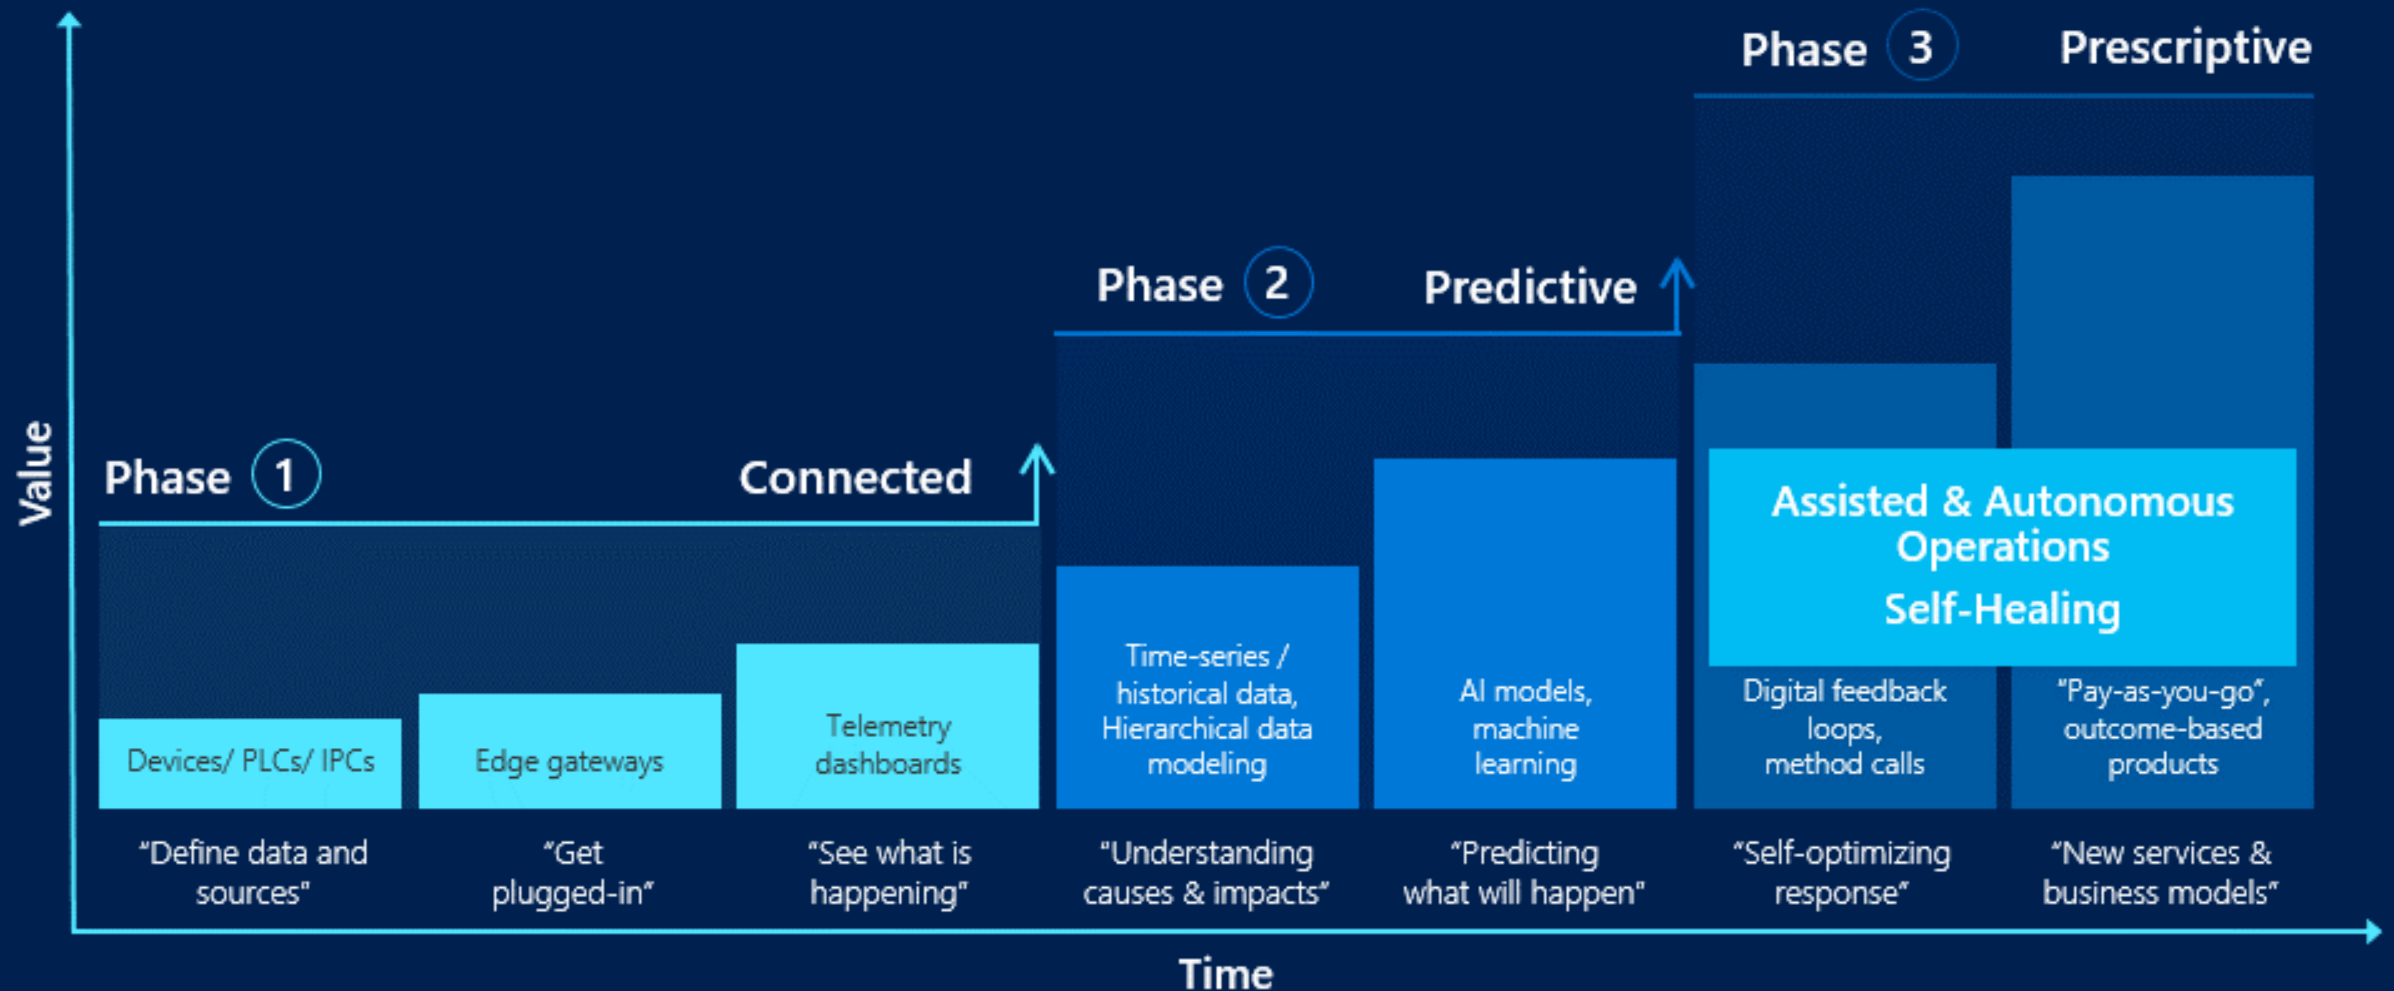 Phase 3 Prescriptive
Phase 2 Predictive
Phase 1 Connected
Value
Assisted & Autonomous
Operations
Self-Healing
Devices/ PLCs/ IPCs
Edge gateways
Telemetry
dashboards
Time-series /
historical data,
Hierarchical data
modeling
AI models,
machine
learning
Digital feedback
loops,
method calls
“Pay-as-you-go”,
outcome-based
products
“Define data and
sources”
“Get
plugged-in”
“See what is
happening”
“Understanding
causes & impacts”
“Predicting
what will happen”
“Self-optimizing
response”
“New services &
business models”
Time